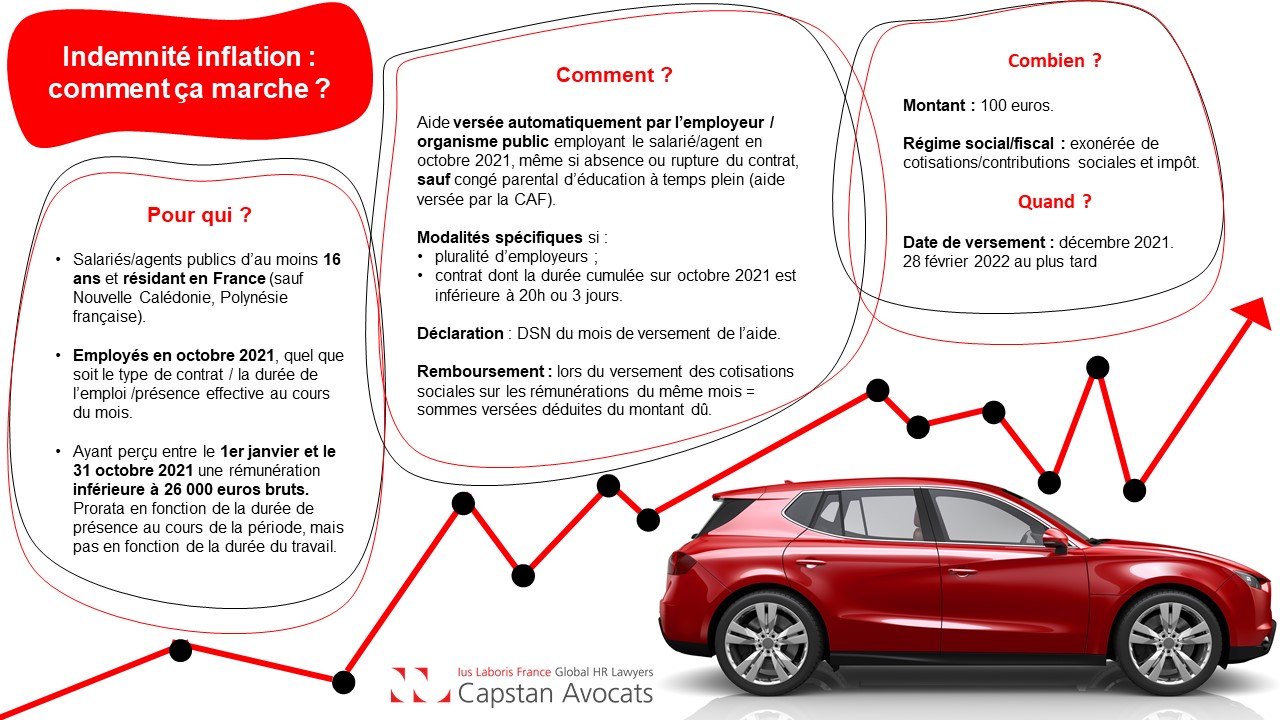 Indemnité inflation :
comment ça marche ?
Pour qui ?
• Salariés/agents publics d’au moins 16
ans et résidant en France (sauf
Nouvelle Calédonie, Polynésie
française).
• Employés en octobre 2021, quel que
soit le type de contrat / la durée de
l’emploi /présence effective au cours
du mois.
• Ayant perçu entre le 1er janvier et le
31 octobre 2021 une rémunération
inférieure à 26 000 euros bruts.
Prorata en fonction de la durée de
présence au cours de la période, mais
pas en fonction de la durée du travail.
Comment ?
Aide versée automatiquement par l’employeur /
organisme public employant le salarié/agent en
octobre 2021, même si absence ou rupture du contrat,
sauf congé parental d’éducation à temps plein (aide
versée par la CAF).
Modalités spécifiques si :
• pluralité d’employeurs ;
• contrat dont la durée cumulée sur octobre 2021 est
inférieure à 20h ou 3 jours.
Déclaration : DSN du mois de versement de l’aide.
Remboursement : lors du versement des cotisations
sociales sur les rémunérations du même mois =
sommes versées déduites du montant dû.
Combien ?
Montant : 100 euros.
Régime social/fiscal : exonérée de
cotisations/contributions sociales et impôt.
Quand ?
Date de versement : décembre 2021.
28 février 2022 au plus tard
Ius Laboris France Global HR Lawyers
Capstan Avocats